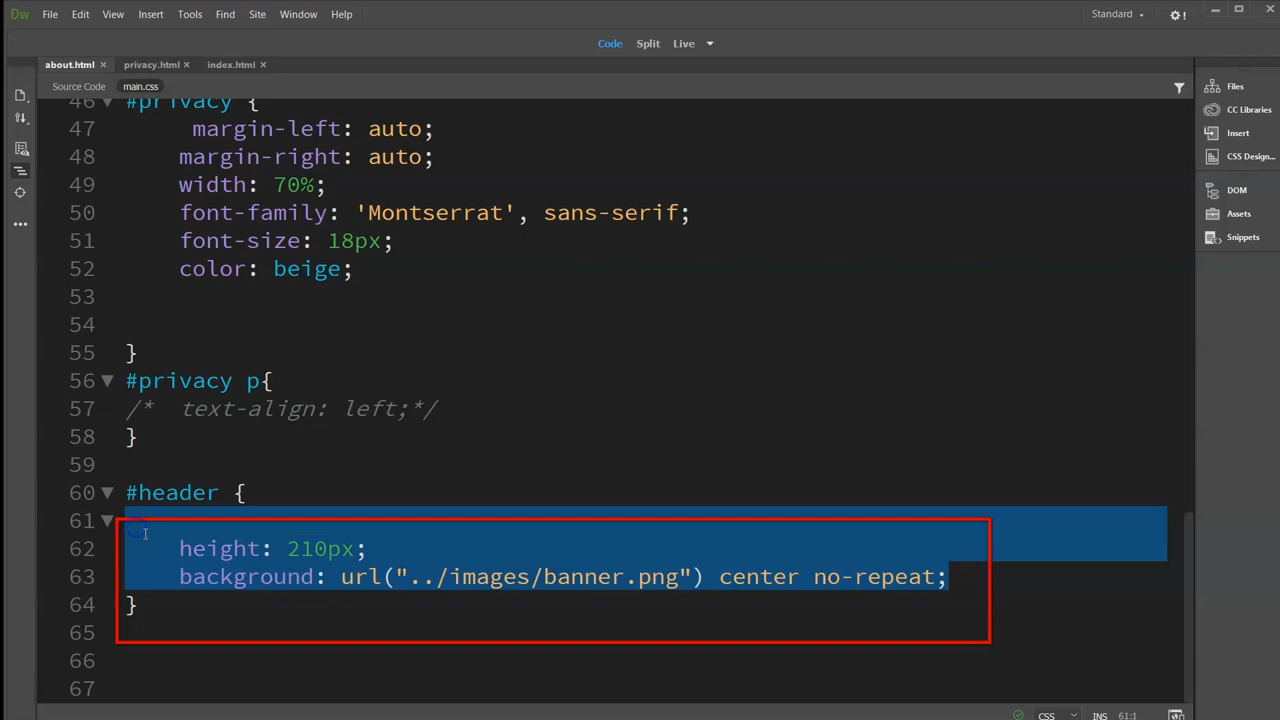 Dw File Edit View Insert Tools Find Site Window Help Standard
Code Split Live
about.html privacy.html index.html
Source Code main.css
46 #privacy {
47 margin-left: auto;
48 margin-right: auto;
49 width: 70%;
50 font-family: 'Montserrat', sans-serif;
51 font-size: 18px;
52 color: beige;
53
54
55 }
56 #privacy p{
57 /* text-align: left;*/
58 }
59
60 #header {
61
62 height: 210px;
63 background: url("../images/banner.png") center no-repeat;
64 }
65
66
67
Files
CC Libraries
Insert
CSS Design...
DOM
Assets
Snippets
CSS INS 61:1